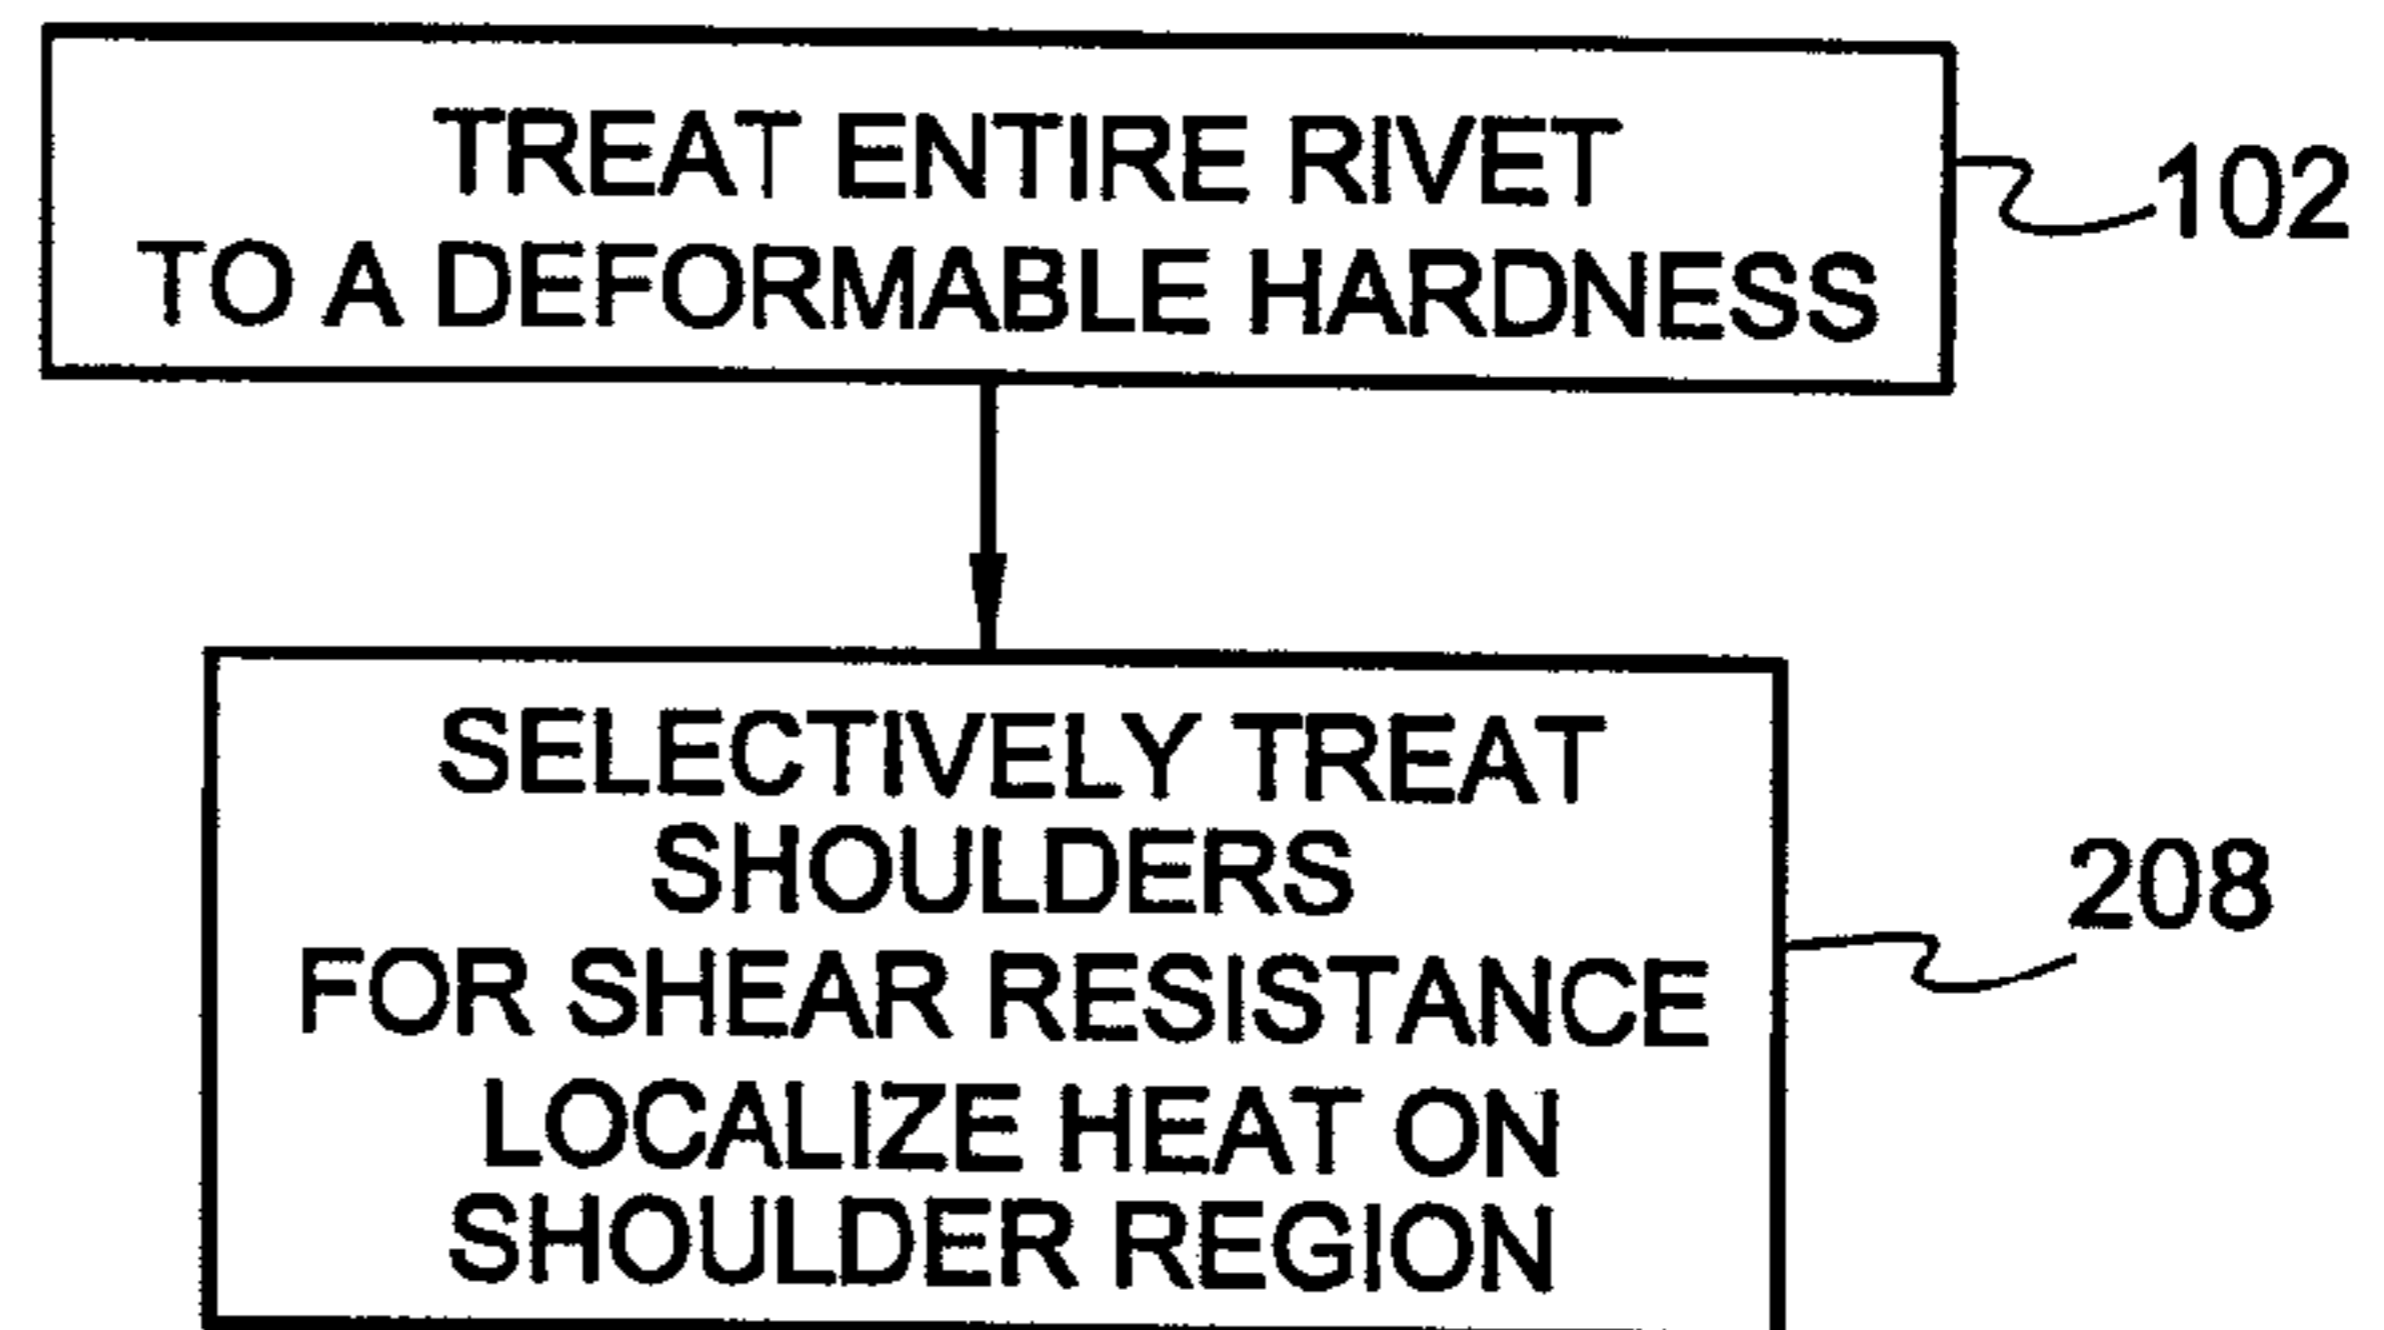 TREAT ENTIRE RIVET
TO A DEFORMABLE HARDNESS
102
SELECTIVELY TREAT
SHOULDERS
FOR SHEAR RESISTANCE
LOCALIZE HEAT ON
SHOULDER REGION
208